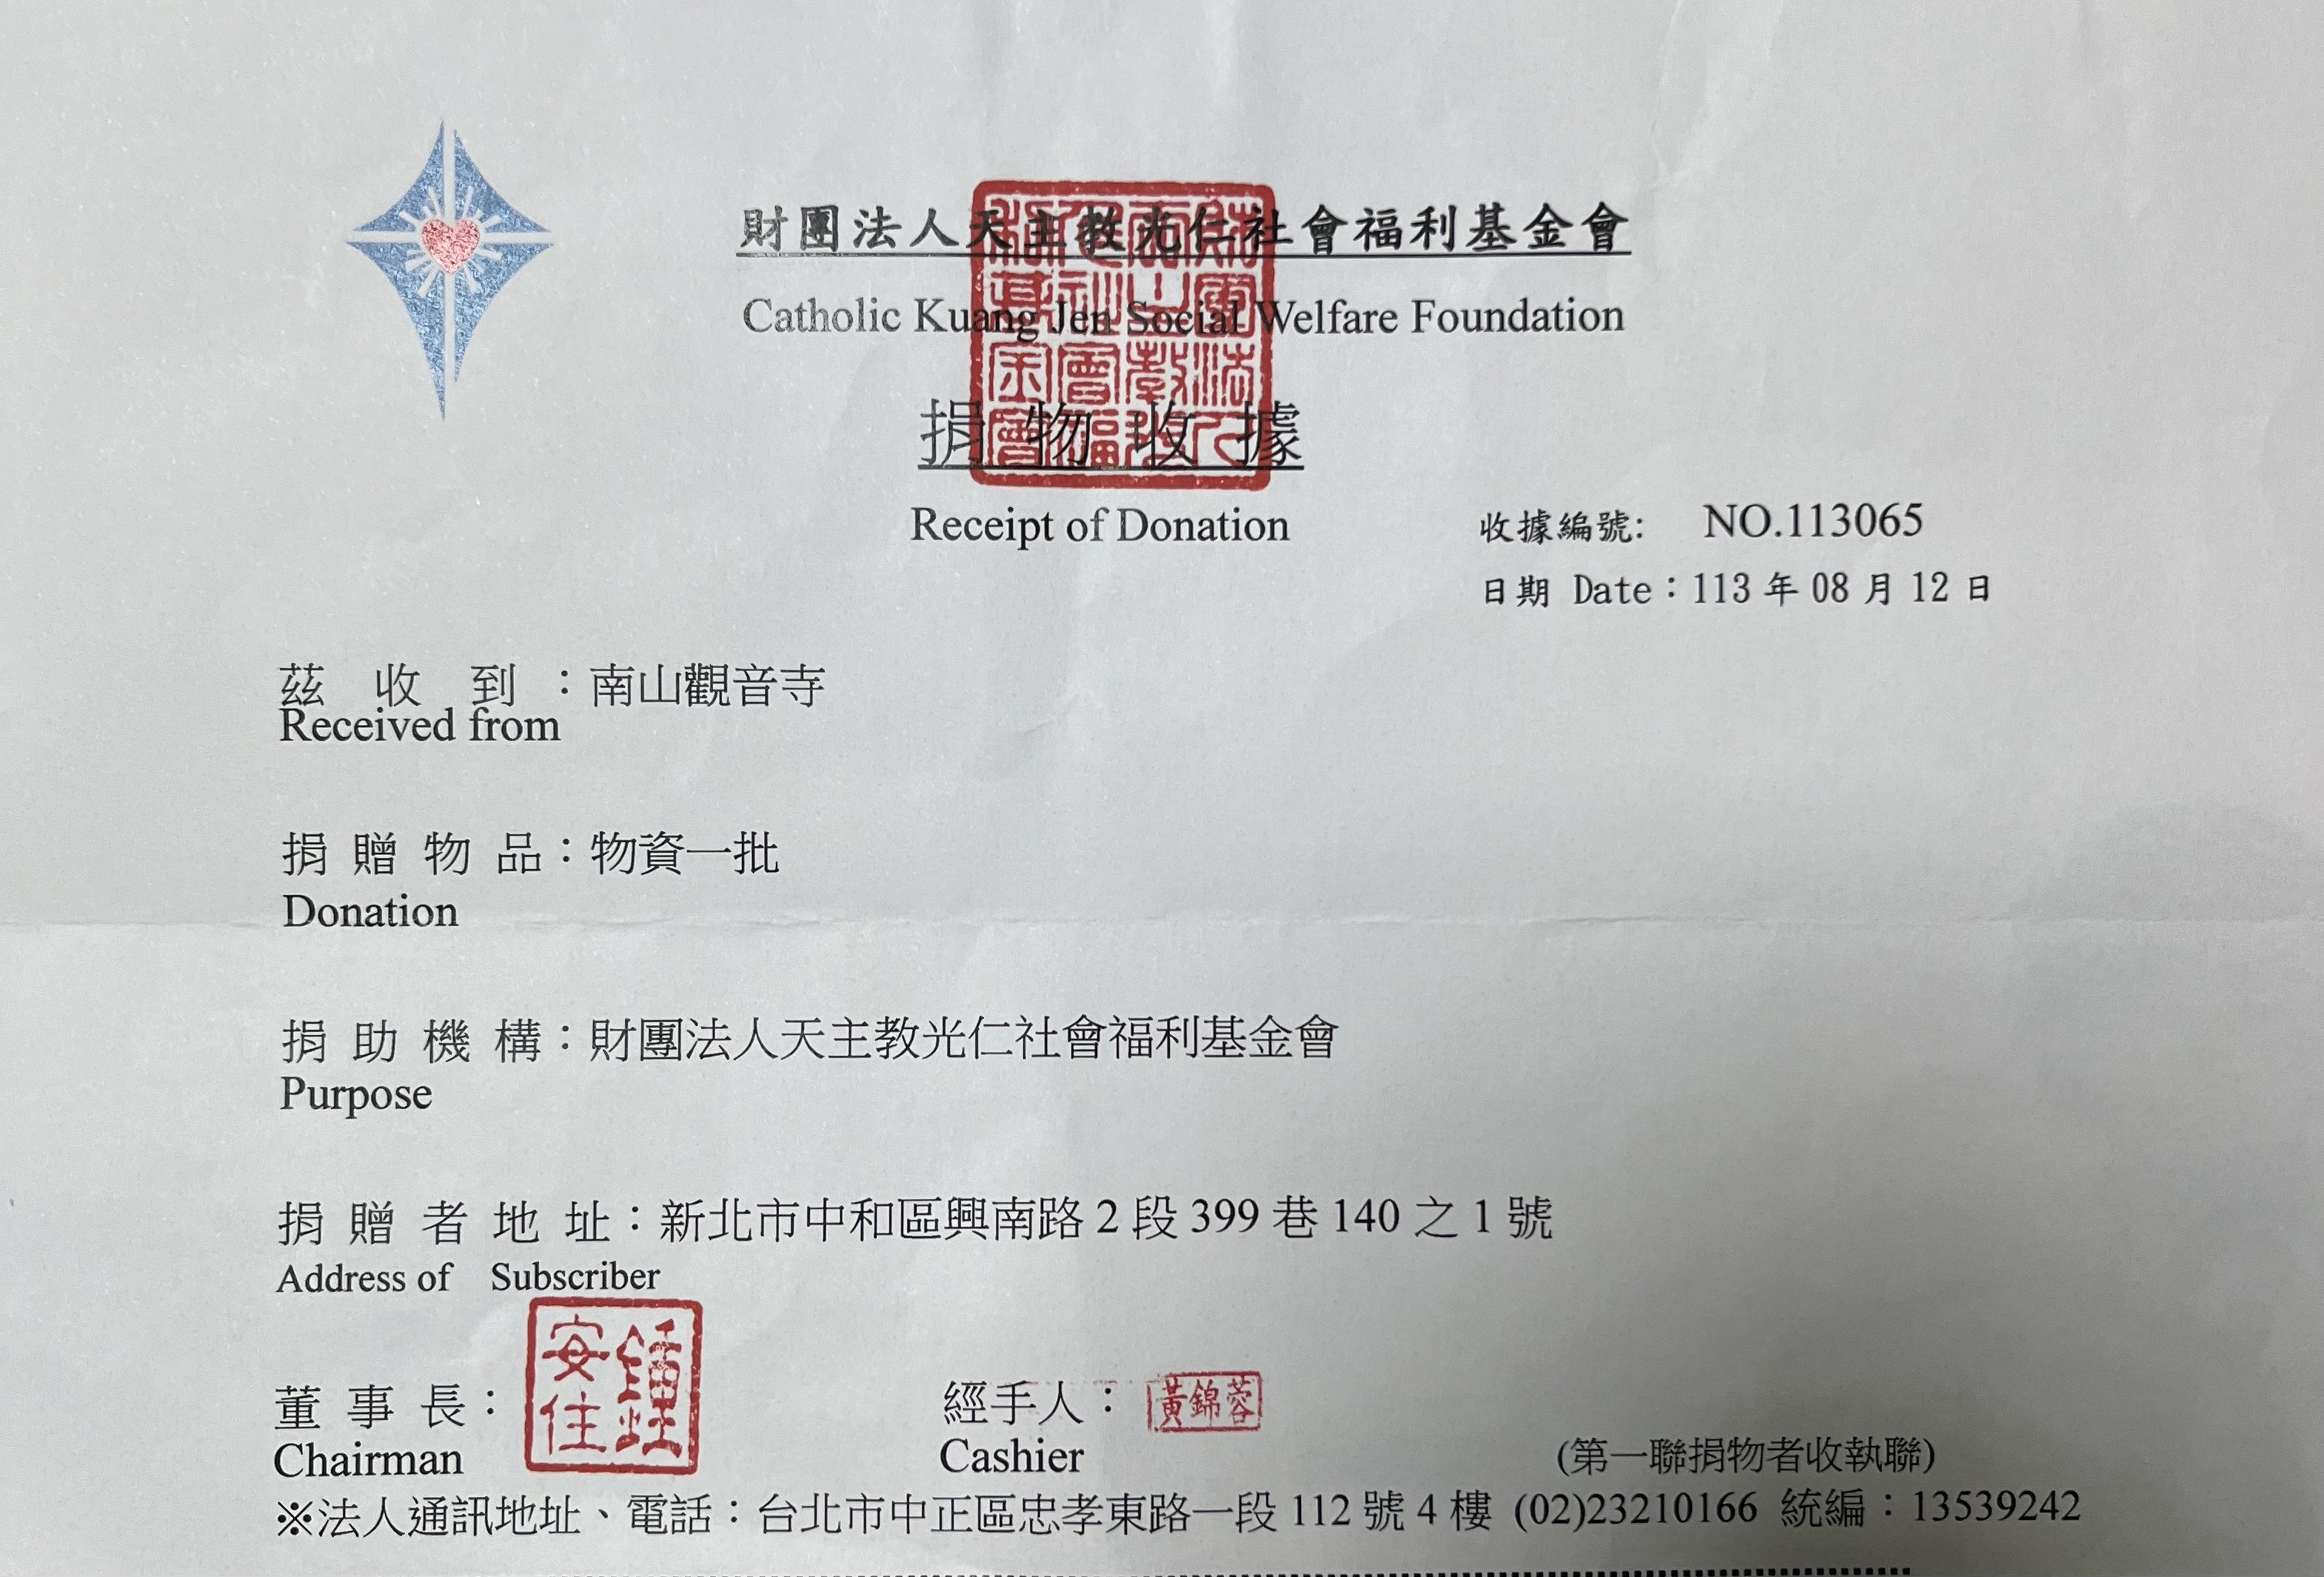 財團法人天主教光仁社會福利基金會
Catholic Kuang Jen Social Welfare Foundation
捐物收據
Receipt of Donation
收據編號: NO.113065
日期 Date：113 年 08 月 12 日
茲收到：南山觀音寺
Received from
捐贈物品：物資一批
Donation
捐助機構：財團法人天主教光仁社會福利基金會
Purpose
捐贈者地址：新北市中和區興南路 2 段 399 巷 140 之 1 號
Address of Subscriber
董事長：
Chairman
鍾安住
經手人：黃錦蓉
Cashier
(第一聯捐物者收執聯)
※法人通訊地址、電話：台北市中正區忠孝東路一段 112 號 4 樓 (02)23210166 統編：13539242